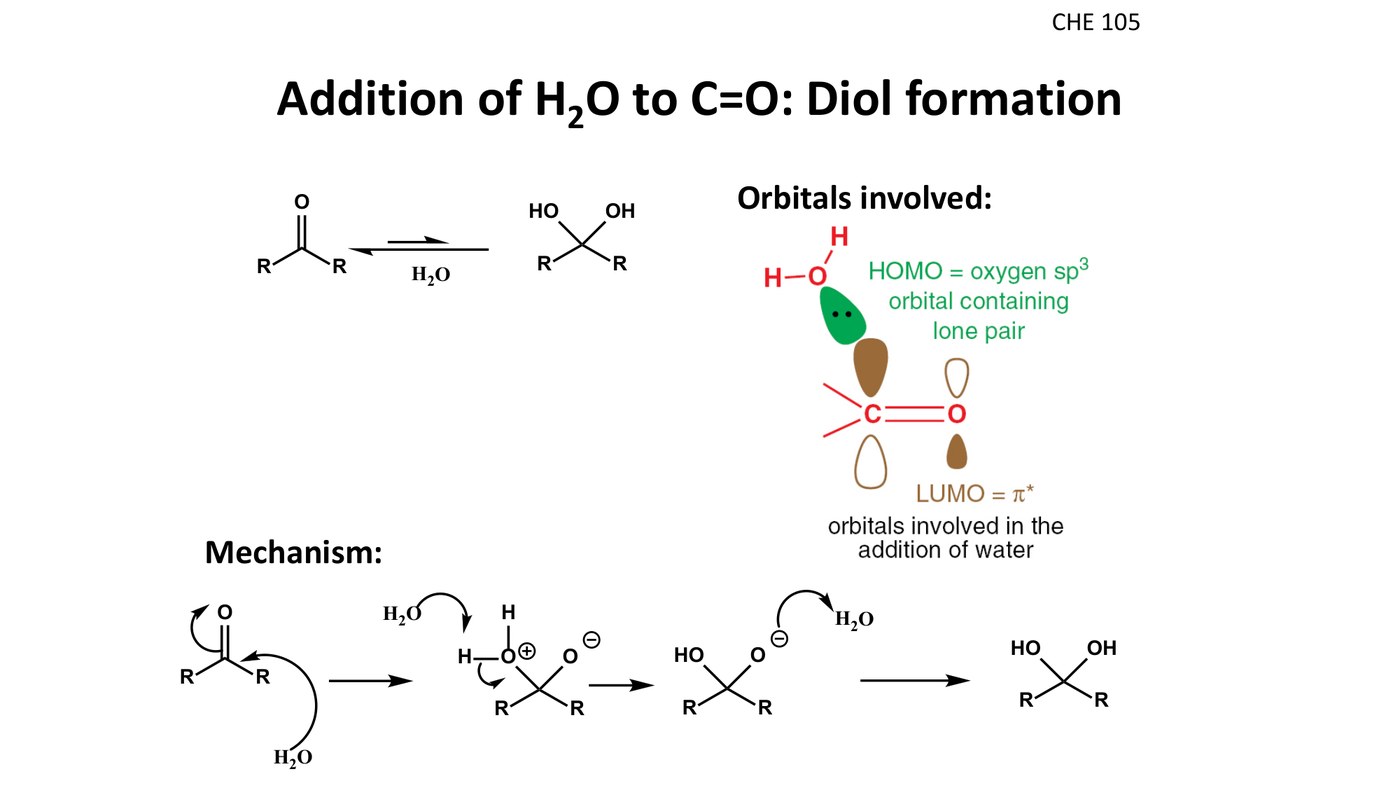 CHE 105
Addition of H₂O to C=O: Diol formation
O
R R
H₂O
HO OH
R R
Orbitals involved:
H
H O
HOMO = oxygen sp³
orbital containing
lone pair
C O
LUMO = π*
orbitals involved in the
addition of water
Mechanism:
O
R R
H₂O
H₂O
H
H O ⊕ O ⊖
R R
HO O ⊖
R R
H₂O
HO OH
R R